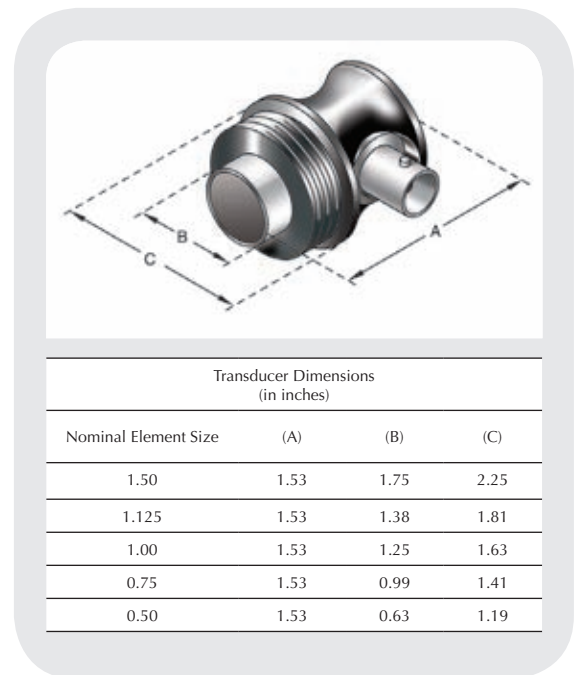 B
C
A
Transducer Dimensions
(in inches)
Nominal Element Size (A) (B) (C)
1.50 1.53 1.75 2.25
1.125 1.53 1.38 1.81
1.00 1.53 1.25 1.63
0.75 1.53 0.99 1.41
0.50 1.53 0.63 1.19